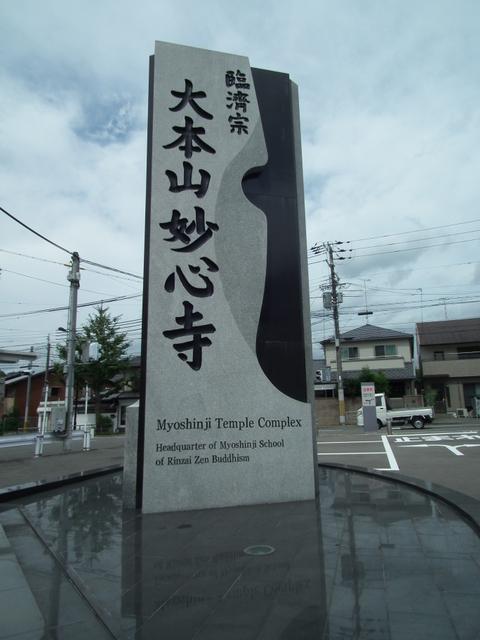 臨濟宗
大本山妙心寺
Myoshinji Temple Complex
Headquarter of Myoshinji School
of Rinzai Zen Buddhism